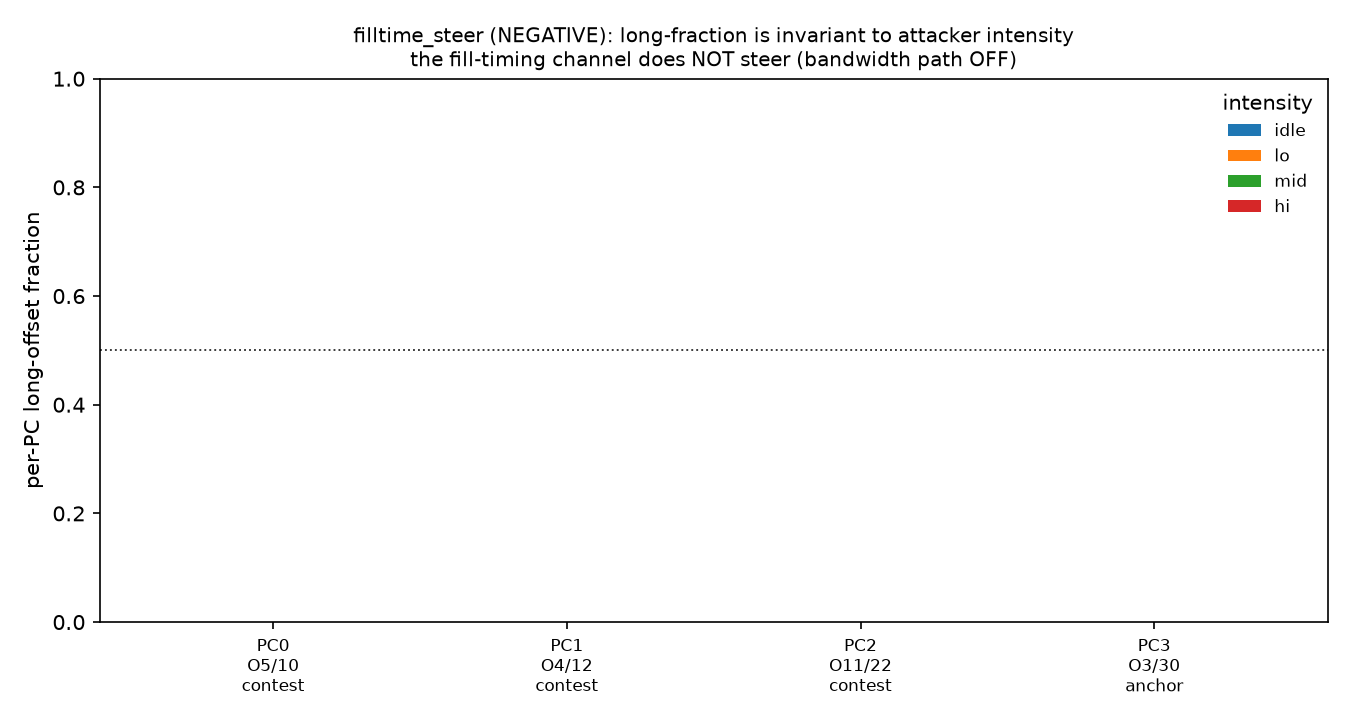 filltime_steer (NEGATIVE): long-fraction is invariant to attacker intensity
the fill-timing channel does NOT steer (bandwidth path OFF)
per-PC long-offset fraction
1.0
0.8
0.6
0.4
0.2
0.0
intensity
idle
lo
mid
hi
PC0
O5/10
contest
PC1
O4/12
contest
PC2
O11/22
contest
PC3
O3/30
anchor